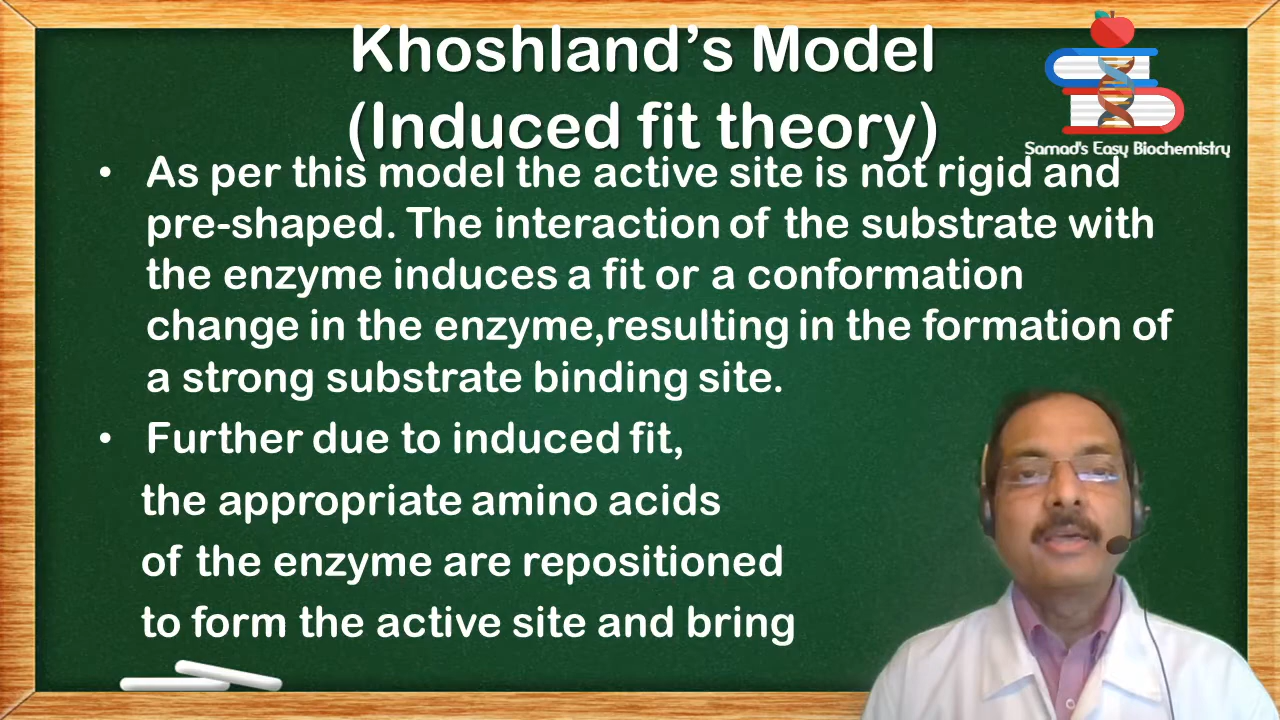 Khoshland’s Model
(Induced fit theory)
Samad's Easy Biochemistry
• As per this model the active site is not rigid and
pre-shaped. The interaction of the substrate with
the enzyme induces a fit or a conformation
change in the enzyme,resulting in the formation of
a strong substrate binding site.
• Further due to induced fit,
the appropriate amino acids
of the enzyme are repositioned
to form the active site and bring